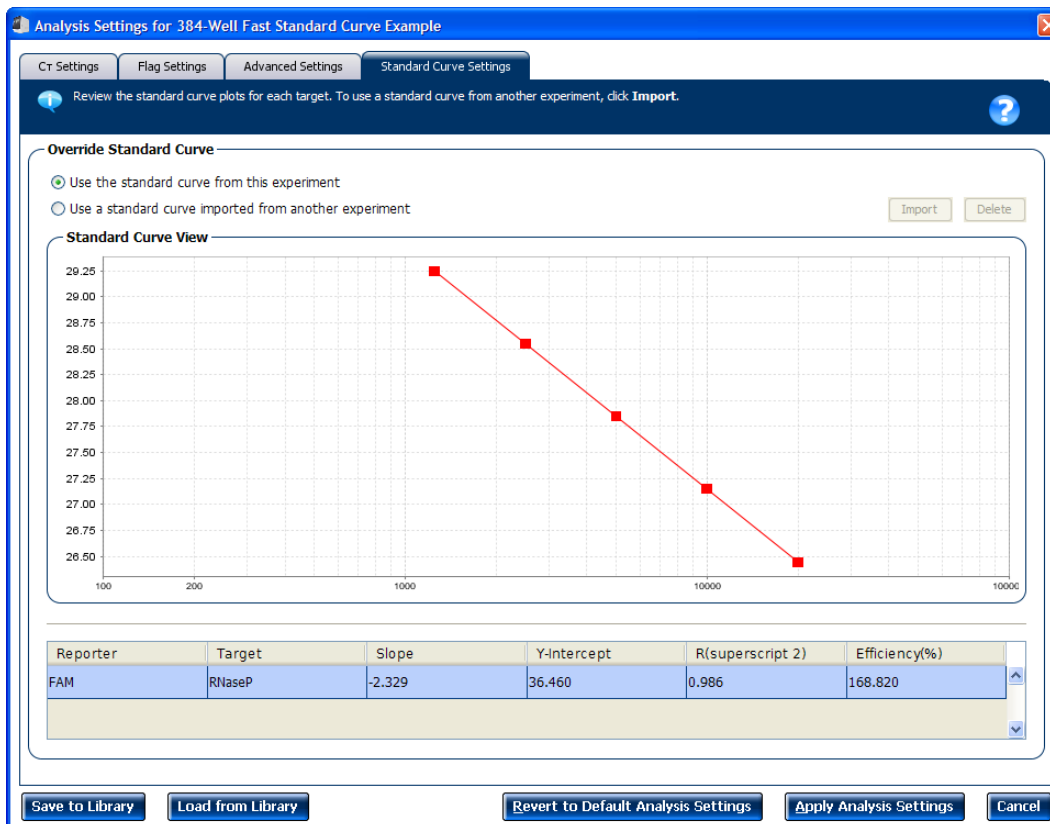 Analysis Settings for 384-Well Fast Standard Curve Example
CT Settings Flag Settings Advanced Settings Standard Curve Settings
Review the standard curve plots for each target. To use a standard curve from another experiment, click Import.
?
Override Standard Curve
Use the standard curve from this experiment
Use a standard curve imported from another experiment
Import Delete
Standard Curve View
29.25
29.00
28.75
28.50
28.25
28.00
27.75
27.50
27.25
27.00
26.75
26.50
100 200 1000 10000 10000
Reporter Target Slope Y-Intercept R(superscript 2) Efficiency(%)
FAM RNaseP -2.329 36.460 0.986 168.820
Save to Library Load from Library Revert to Default Analysis Settings Apply Analysis Settings Cancel